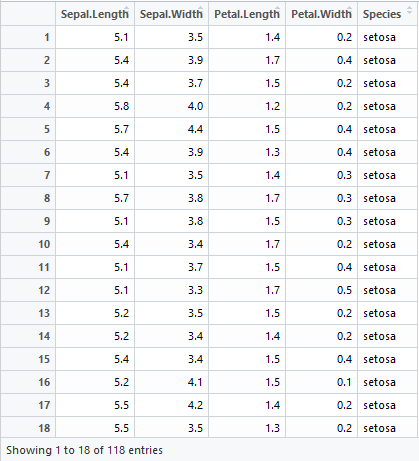 Sepal.Length Sepal.Width Petal.Length Petal.Width Species
1 5.1 3.5 1.4 0.2 setosa
2 5.4 3.9 1.7 0.4 setosa
3 5.4 3.7 1.5 0.2 setosa
4 5.8 4.0 1.2 0.2 setosa
5 5.7 4.4 1.5 0.4 setosa
6 5.4 3.9 1.3 0.4 setosa
7 5.1 3.5 1.4 0.3 setosa
8 5.7 3.8 1.7 0.3 setosa
9 5.1 3.8 1.5 0.3 setosa
10 5.4 3.4 1.7 0.2 setosa
11 5.1 3.7 1.5 0.4 setosa
12 5.1 3.3 1.7 0.5 setosa
13 5.2 3.5 1.5 0.2 setosa
14 5.2 3.4 1.4 0.2 setosa
15 5.4 3.4 1.5 0.4 setosa
16 5.2 4.1 1.5 0.1 setosa
17 5.5 4.2 1.4 0.2 setosa
18 5.5 3.5 1.3 0.2 setosa
Showing 1 to 18 of 118 entries